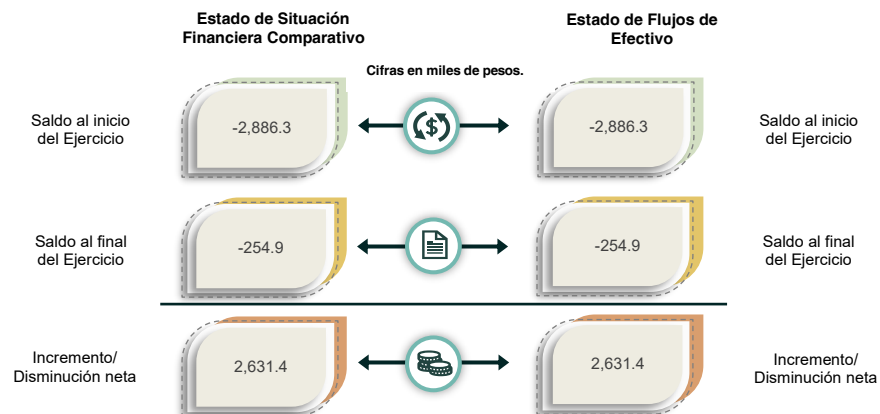 Estado de Situación
Financiera Comparativo
Estado de Flujos de
Efectivo
Cifras en miles de pesos.
Saldo al inicio
del Ejercicio
-2,886.3
$
-2,886.3
Saldo al inicio
del Ejercicio
Saldo al final
del Ejercicio
-254.9
-254.9
Saldo al final
del Ejercicio
Incremento/
Disminución neta
2,631.4
2,631.4
Incremento/
Disminución neta